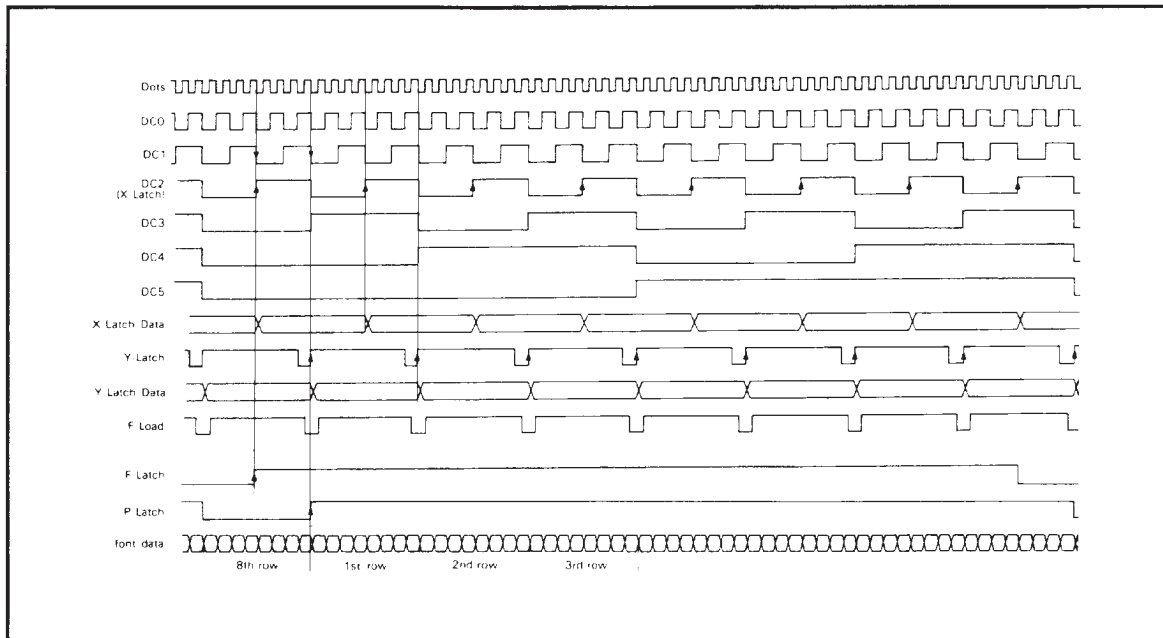 Dots
DC0
DC1
DC2
(X Latch)
DC3
DC4
DC5
X Latch Data
Y Latch
Y Latch Data
F Load
F Latch
P Latch
font data
8th row 1st row 2nd row 3rd row